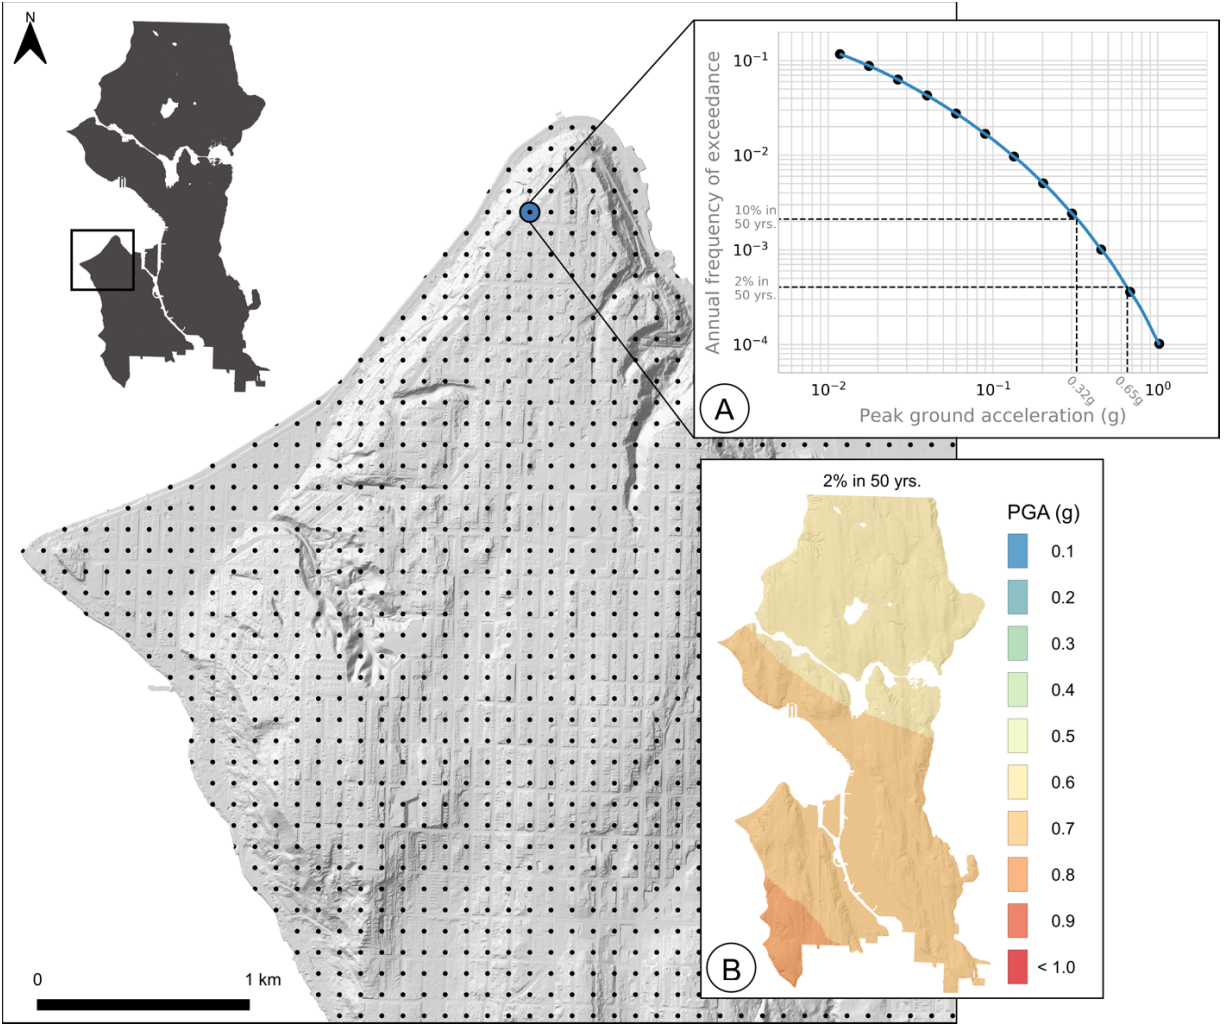 N
Annual frequency of exceedance
10⁻¹
10⁻²
10% in
50 yrs.
10⁻³
2% in
50 yrs.
10⁻⁴
10⁻²
10⁻¹
0.32g
0.65g
10⁰
Peak ground acceleration (g)
A
2% in 50 yrs.
PGA (g)
0.1
0.2
0.3
0.4
0.5
0.6
0.7
0.8
0.9
< 1.0
B
0 1 km